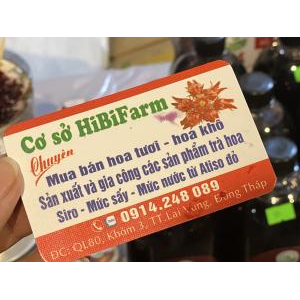 Cơ sở HiBiFarm
Chuyên
Mua bán hoa tươi - hoa khô
Sản xuất và gia công các sản phẩm trà hoa
Siro - Mức sấy - Mức nước từ Atiso đỏ
0914.248 089
ĐC: QL80, Khóm 3, TT.Lai Vung, Đồng Tháp